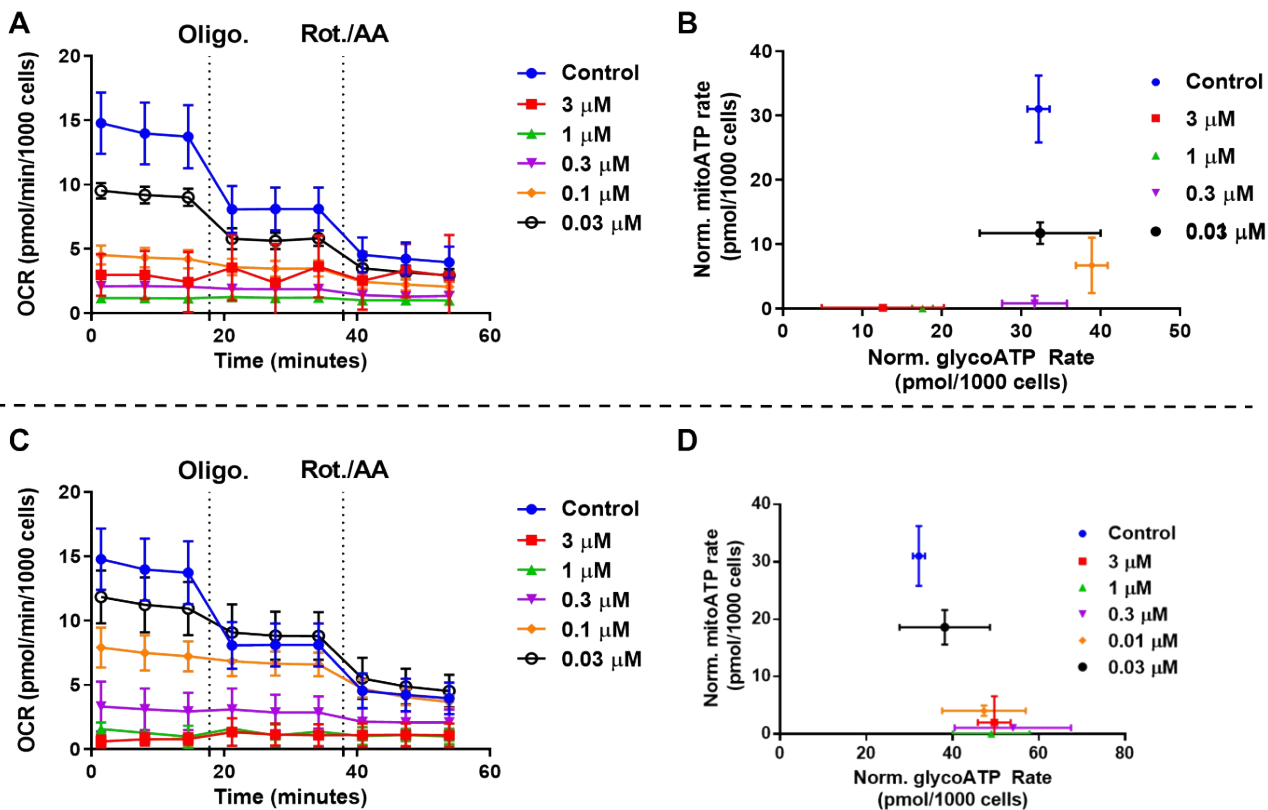 A
Oligo. Rot./AA
OCR (pmol/min/1000 cells)
20
15
10
5
0
0 20 40 60
Time (minutes)
Control
3 μM
1 μM
0.3 μM
0.1 μM
0.03 μM
B
Norm. mitoATP rate
(pmol/1000 cells)
40
30
20
10
0
0 10 20 30 40 50
Norm. glycoATP Rate
(pmol/1000 cells)
Control
3 μM
1 μM
0.3 μM
0.03 μM
C
Oligo. Rot./AA
OCR (pmol/min/1000 cells)
20
15
10
5
0
0 20 40 60
Time (minutes)
Control
3 μM
1 μM
0.3 μM
0.1 μM
0.03 μM
D
Norm. mitoATP rate
(pmol/1000 cells)
40
30
20
10
0
0 20 40 60 80
Norm. glycoATP Rate
(pmol/1000 cells)
Control
3 μM
1 μM
0.3 μM
0.01 μM
0.03 μM